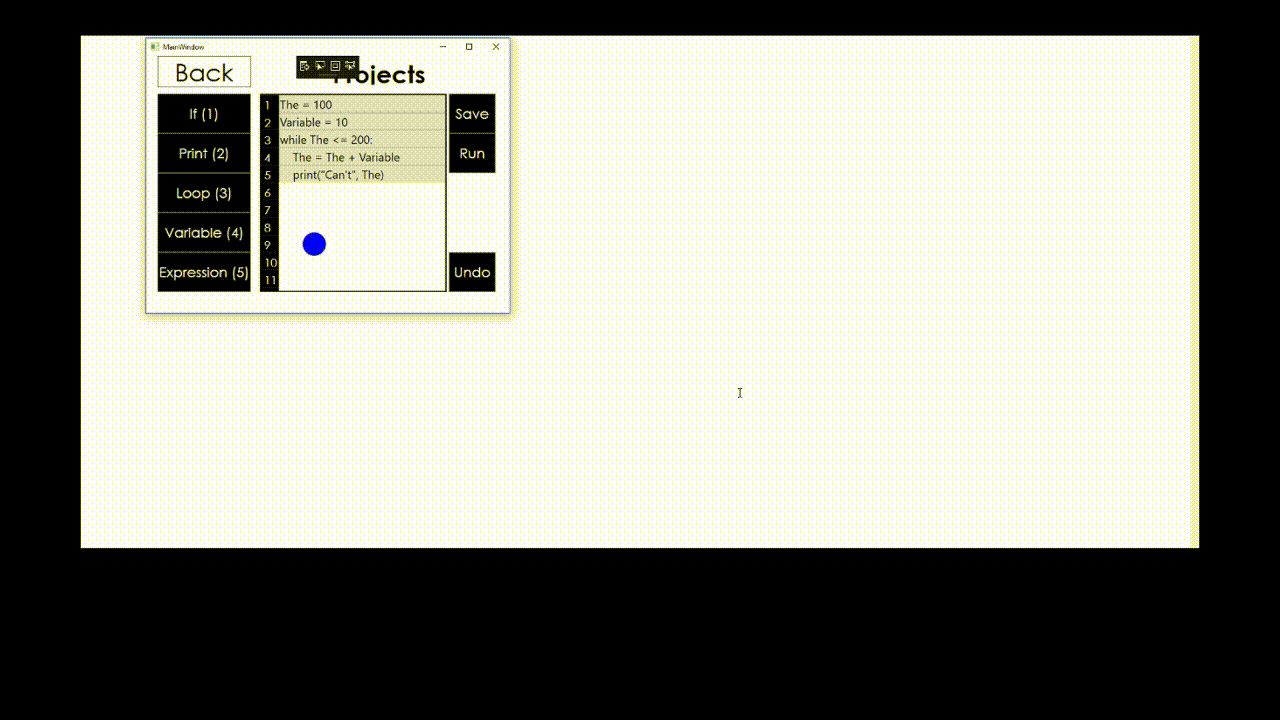 MainWindow
Back
ojects
If (1)
Print (2)
Loop (3)
Variable (4)
Expression (5)
1 The = 100
2 Variable = 10
3 while The <= 200:
4 The = The + Variable
5 print("Can't", The)
6
7
8
9
10
11
Save
Run
Undo